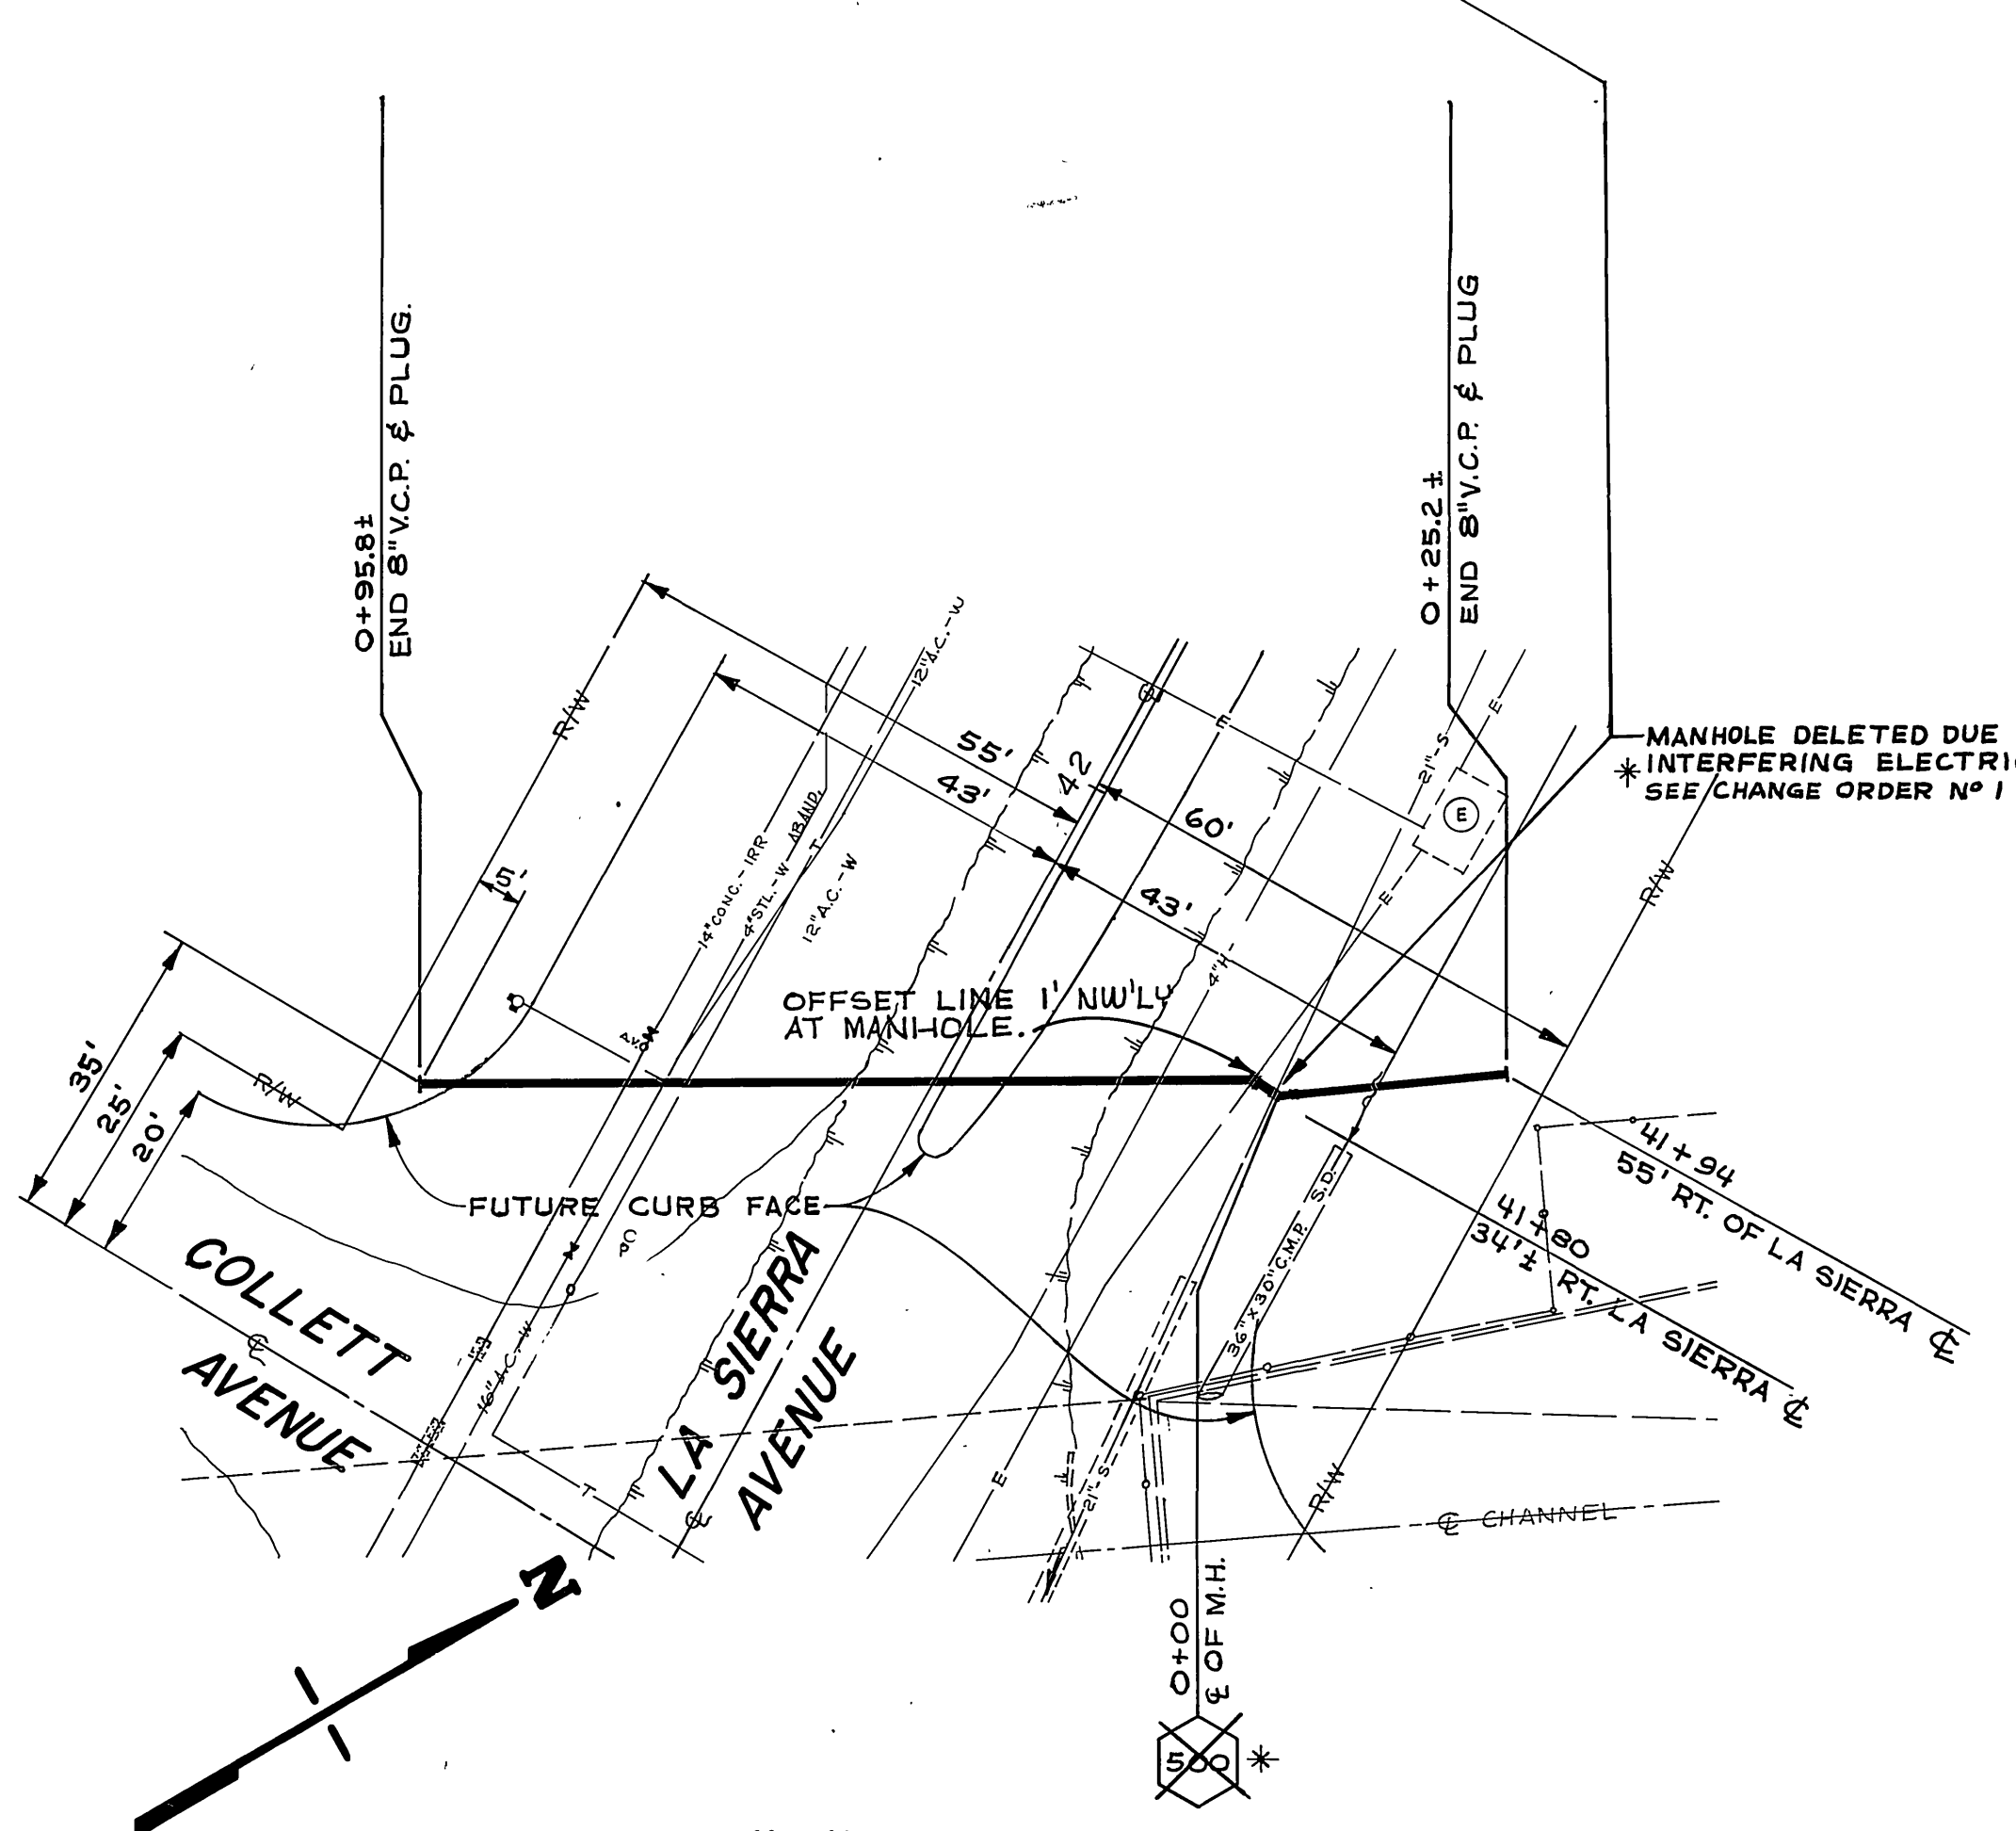 0+95.8±
END 8" V.C.P. & PLUG.
0+25.2±
END 8" V.C.P. & PLUG
MANHOLE DELETED DUE
* INTERFERING ELECTRI
SEE CHANGE ORDER Nº 1
R/W
12" A.C.-W
55'
43'
42
℄
60'
43'
E
21"-S
E
E
E
R/W
5'
14" CONC.-IRR
4" STL.-W ABAND.
T
12" A.C.-W
OFFSET LINE 1' NW'LY
AT MANHOLE.
A.V.
35'
25'
20'
R/W
FUTURE CURB FACE
COLLETT
AVENUE
℄
LA SIERRA
AVENUE
℄
16" A.C.-W
T
36" X 30" C.M.P. S.D.
41+94
55' RT. OF LA SIERRA ℄
41+80
34'± RT. LA SIERRA ℄
E
21"-S
R/W
℄ CHANNEL
N
0+00
℄ OF M.H.
500 *